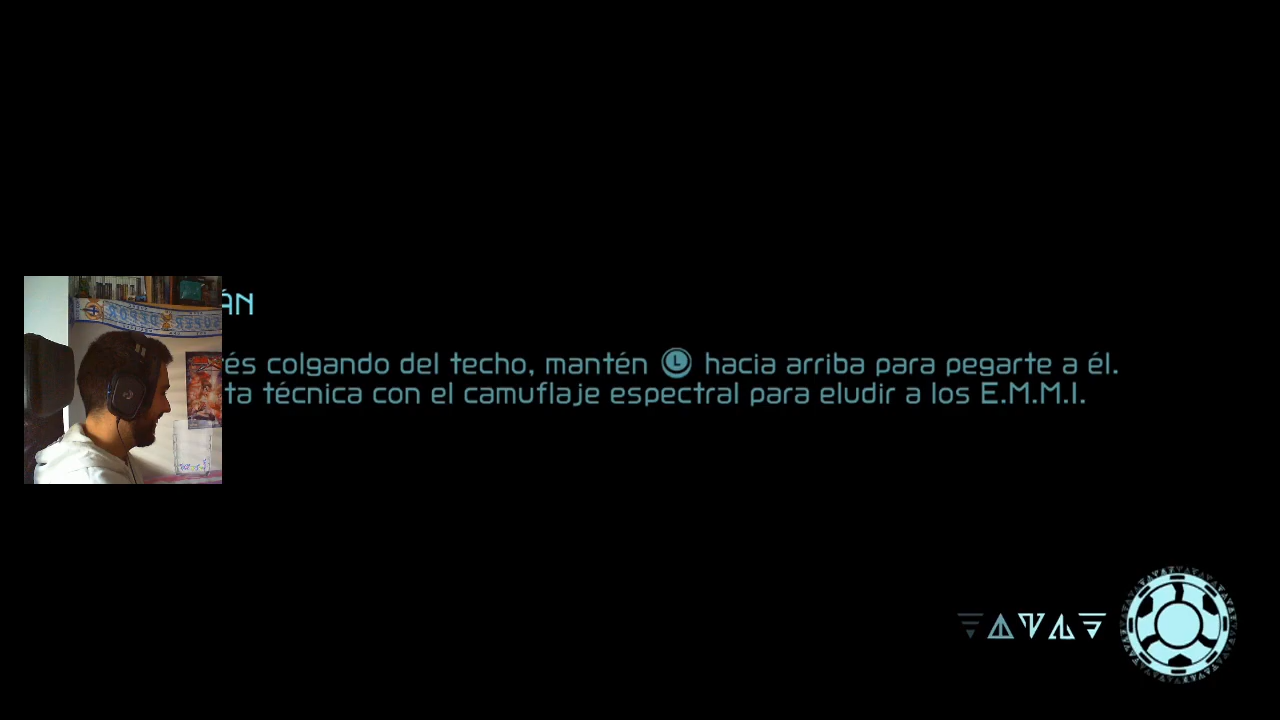 ÁN
rés colgando del techo, mantén L hacia arriba para pegarte a él.
ta técnica con el camuflaje espectral para eludir a los E.M.M.I.